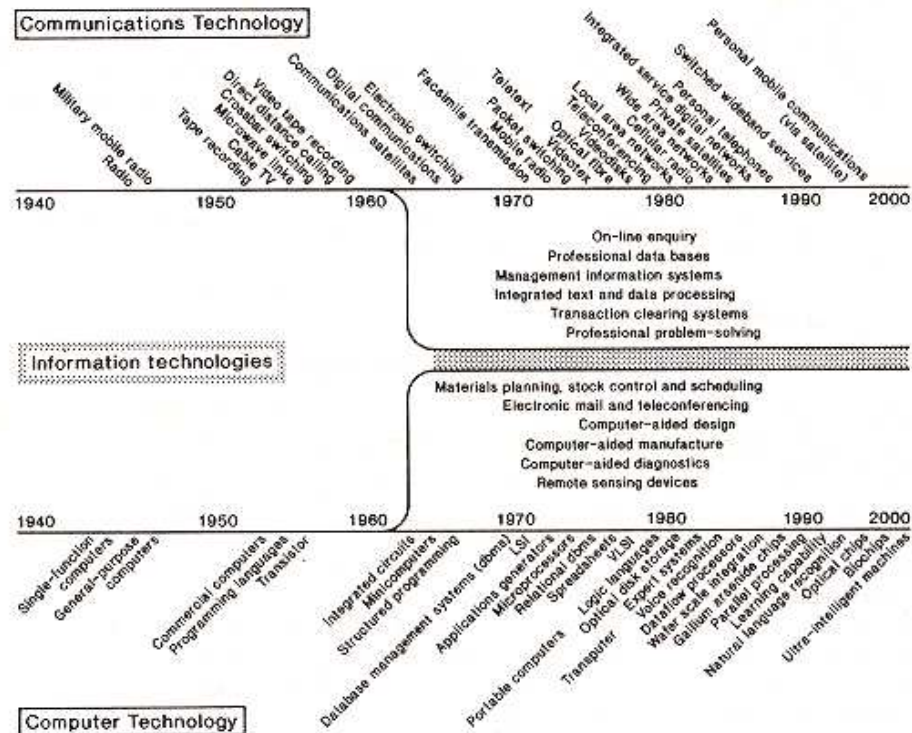 Communications Technology
Military mobile radio
Radio
Tape recording
Cable TV
Microwave links
Crossbar switching
Direct distance calling
Video tape recording
Communications satellites
Digital communications
Electronic switching
Facsimile transmission
Mobile radio
Packet switching
Teletext
Videotex
Optical fibre
Videodisks
Teleconferencing
Local area networks
Cellular radio
Wide area networks
Private satellites
Integrated service digital networks
Personal telephones
Switched wideband services
Personal mobile communications
(via satellite)
1940 1950 1960 1970 1980 1990 2000
On-line enquiry
Professional data bases
Management information systems
Integrated text and data processing
Transaction clearing systems
Professional problem-solving
Information technologies
Materials planning, stock control and scheduling
Electronic mail and teleconferencing
Computer-aided design
Computer-aided manufacture
Computer-aided diagnostics
Remote sensing devices
1940 1950 1960 1970 1980 1990 2000
Single-function
computers
General-purpose
computers
Commercial computers
Programming languages
Transistor
Integrated circuits
Minicomputers
Structured programming
Database management systems (dbms)
LSI
Applications generators
Microprocessors
Relational dbms
Spreadsheets
Portable computers
VLSI
Logic languages
Optical disk storage
Transputer
Expert systems
Voice recognition
Dataflow processors
Wafer scale integration
Gallium arsenide chips
Parallel processing
Learning capability
Natural language recognition
Optical chips
Biochips
Ultra-intelligent machines
Computer Technology